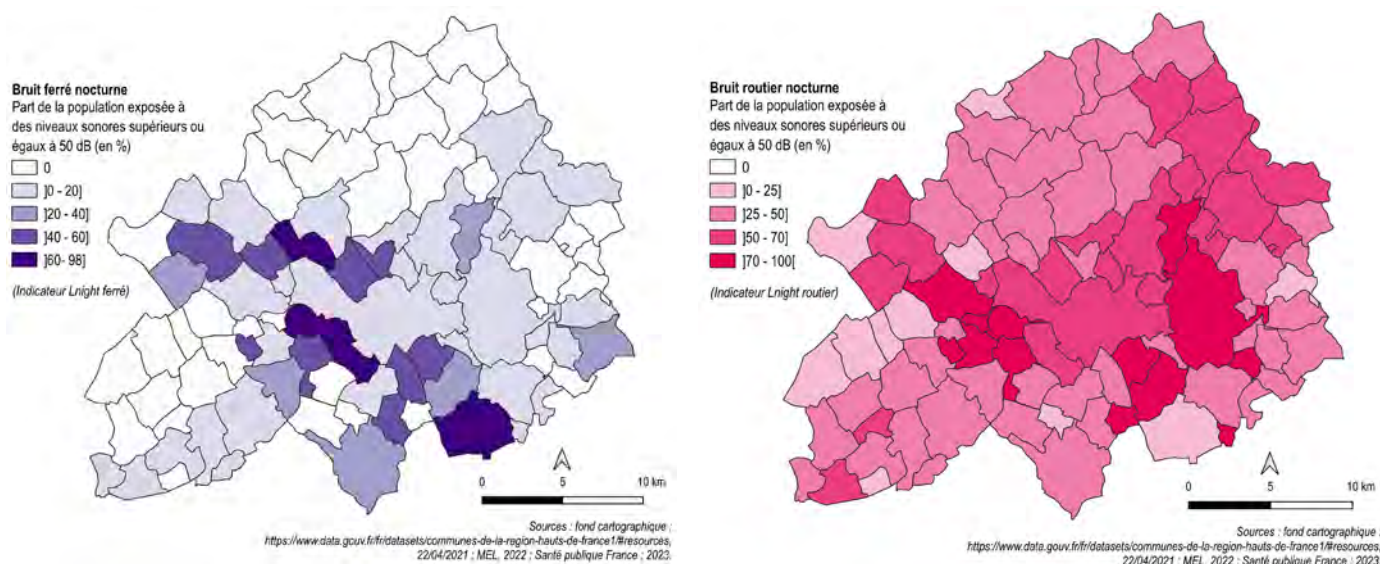 Bruit ferré nocturne
Part de la population exposée à
des niveaux sonores supérieurs ou
égaux à 50 dB (en %)
0
]0 - 20]
]20 - 40]
]40 - 60]
]60- 98]
(Indicateur Lnight ferré)
0 5 10 km
Sources : fond cartographique :
https://www.data.gouv.fr/fr/datasets/communes-de-la-region-hauts-de-france1/#resources,
22/04/2021 ; MEL, 2022 ; Santé publique France ; 2023.
Bruit routier nocturne
Part de la population exposée à
des niveaux sonores supérieurs ou
égaux à 50 dB (en %)
0
]0 - 25]
]25 - 50]
]50 - 70]
]70 - 100[
(Indicateur Lnight routier)
0 5 10 km
Sources : fond cartographique :
https://www.data.gouv.fr/fr/datasets/communes-de-la-region-hauts-de-france1/#resources,
22/04/2021 ; MEL, 2022 ; Santé publique France ; 2023.